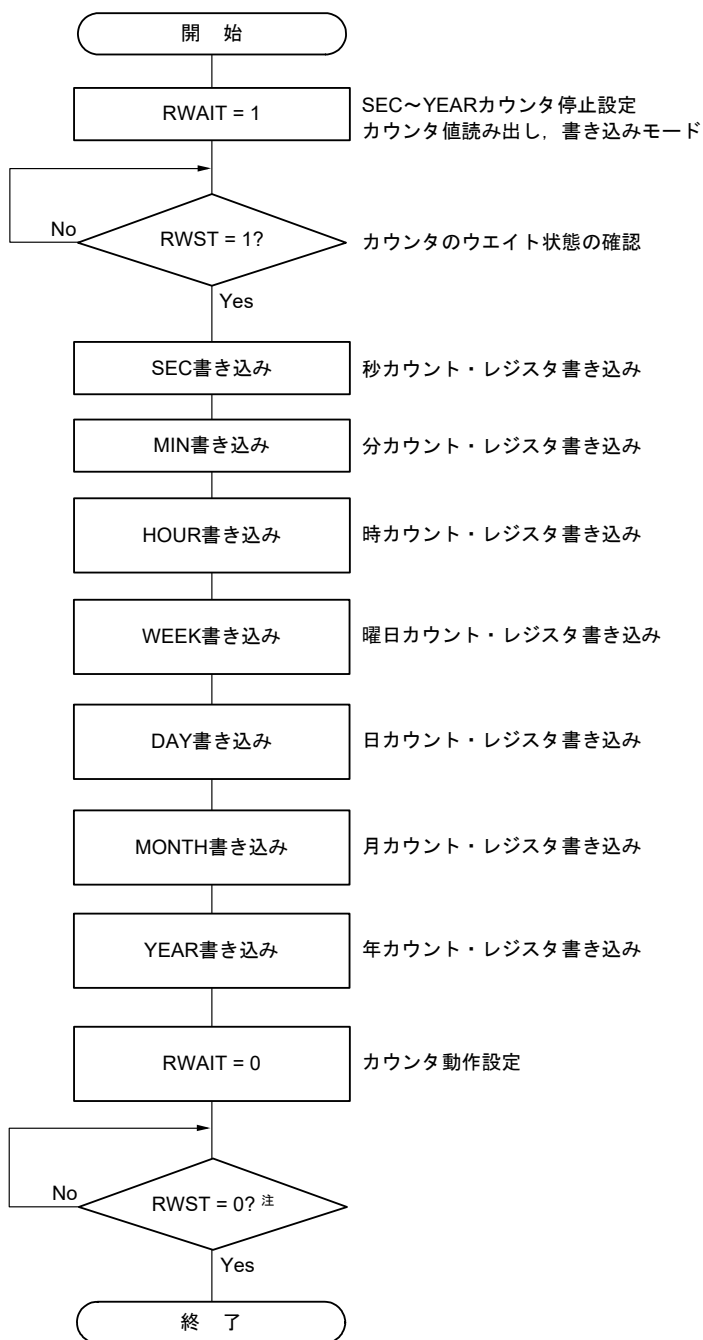 開 始
RWAIT = 1
SEC～YEARカウンタ停止設定
カウンタ値読み出し，書き込みモード
No
RWST = 1?
カウンタのウエイト状態の確認
Yes
SEC書き込み
秒カウント・レジスタ書き込み
MIN書き込み
分カウント・レジスタ書き込み
HOUR書き込み
時カウント・レジスタ書き込み
WEEK書き込み
曜日カウント・レジスタ書き込み
DAY書き込み
日カウント・レジスタ書き込み
MONTH書き込み
月カウント・レジスタ書き込み
YEAR書き込み
年カウント・レジスタ書き込み
RWAIT = 0
カウンタ動作設定
No
RWST = 0? 注
Yes
終 了